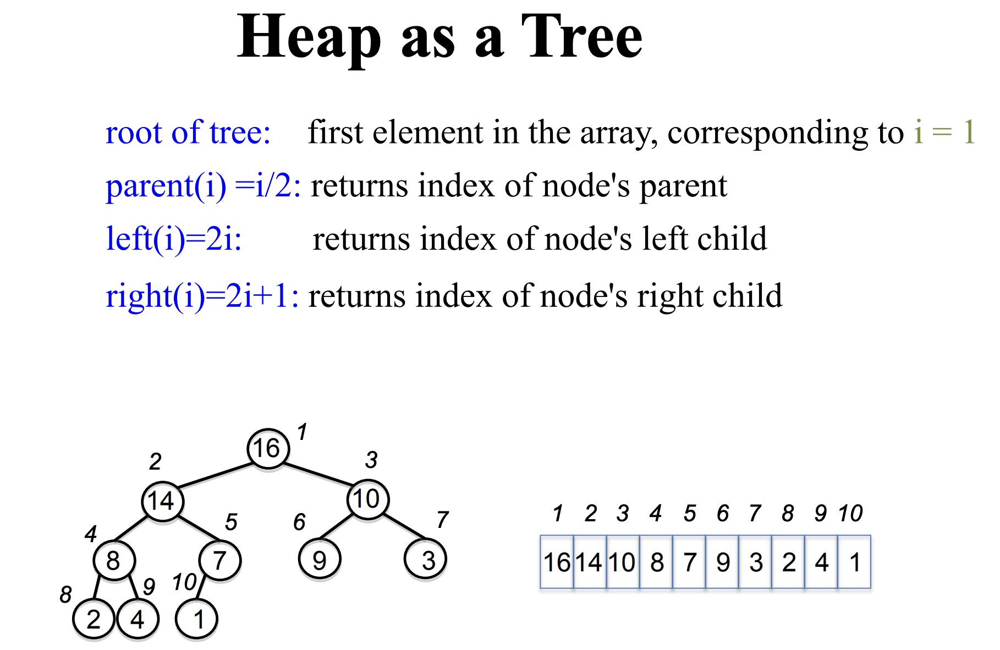 Heap as a Tree
root of tree: first element in the array, corresponding to i = 1
parent(i) =i/2: returns index of node's parent
left(i)=2i: returns index of node's left child
right(i)=2i+1: returns index of node's right child
1
16
2 3
14 10
4 5 6 7
8 7 9 3
8 9 10
2 4 1
1 2 3 4 5 6 7 8 9 10
16 14 10 8 7 9 3 2 4 1